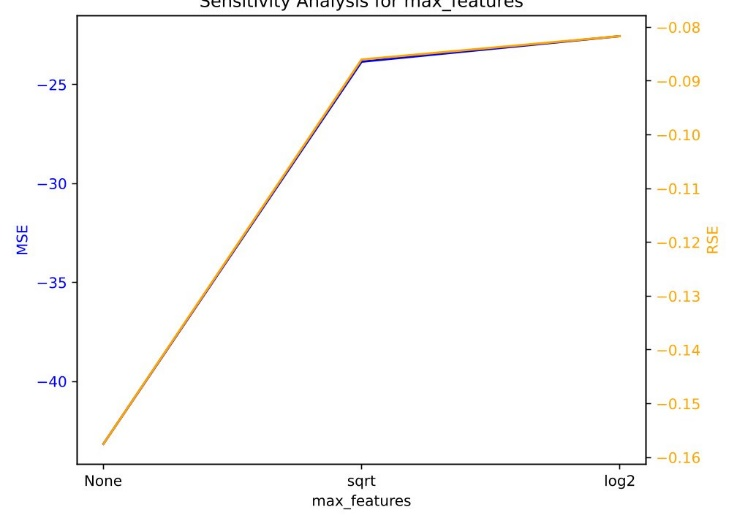 Sensitivity Analysis for max_features
−25
−30
−35
−40
MSE
−0.08
−0.09
−0.10
−0.11
−0.12
−0.13
−0.14
−0.15
−0.16
RSE
None sqrt log2
max_features